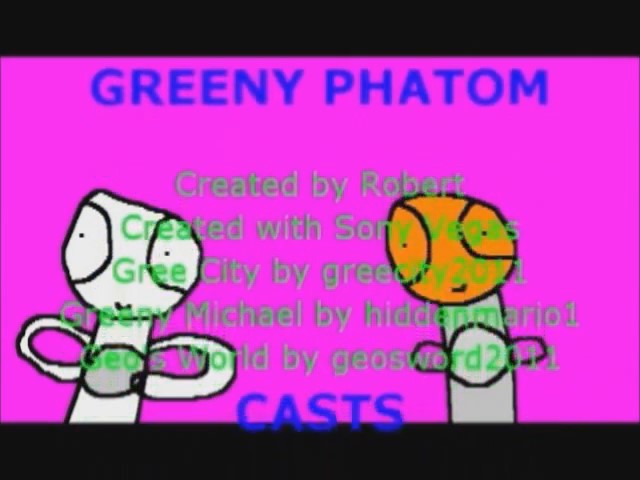 GREENY PHATOM
Created by Robert
Created with Sony Vegas
Gree City by greecity2011
Greeny Michael by hiddenmario1
Geo's World by geosword2011
CASTS